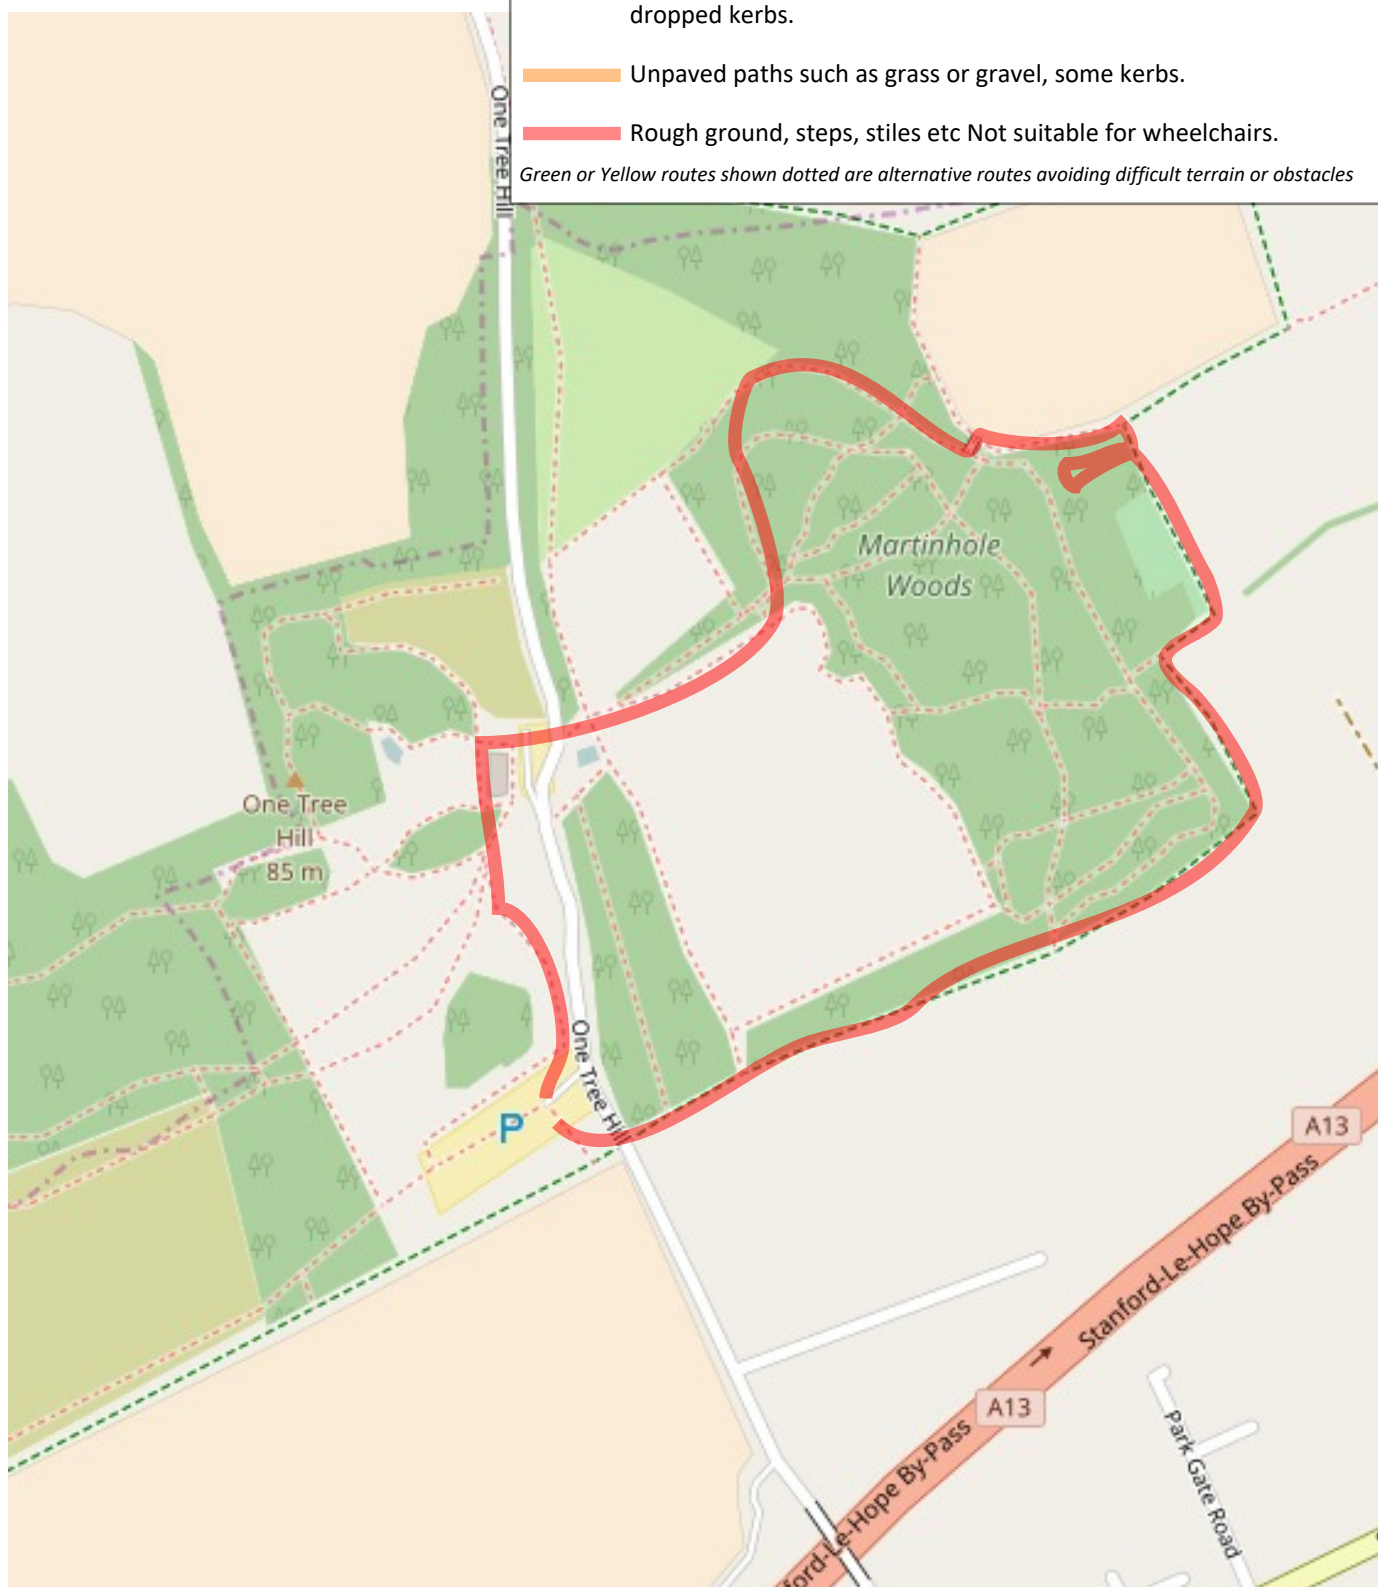 dropped kerbs.
Unpaved paths such as grass or gravel, some kerbs.
Rough ground, steps, stiles etc Not suitable for wheelchairs.
Green or Yellow routes shown dotted are alternative routes avoiding difficult terrain or obstacles
One Tree Hill
Martinhole
Woods
One Tree
Hill
85 m
One Tree Hill
P
A13
Stanford-Le-Hope By-Pass
A13
ford-Le-Hope By-Pass
Park Gate Road